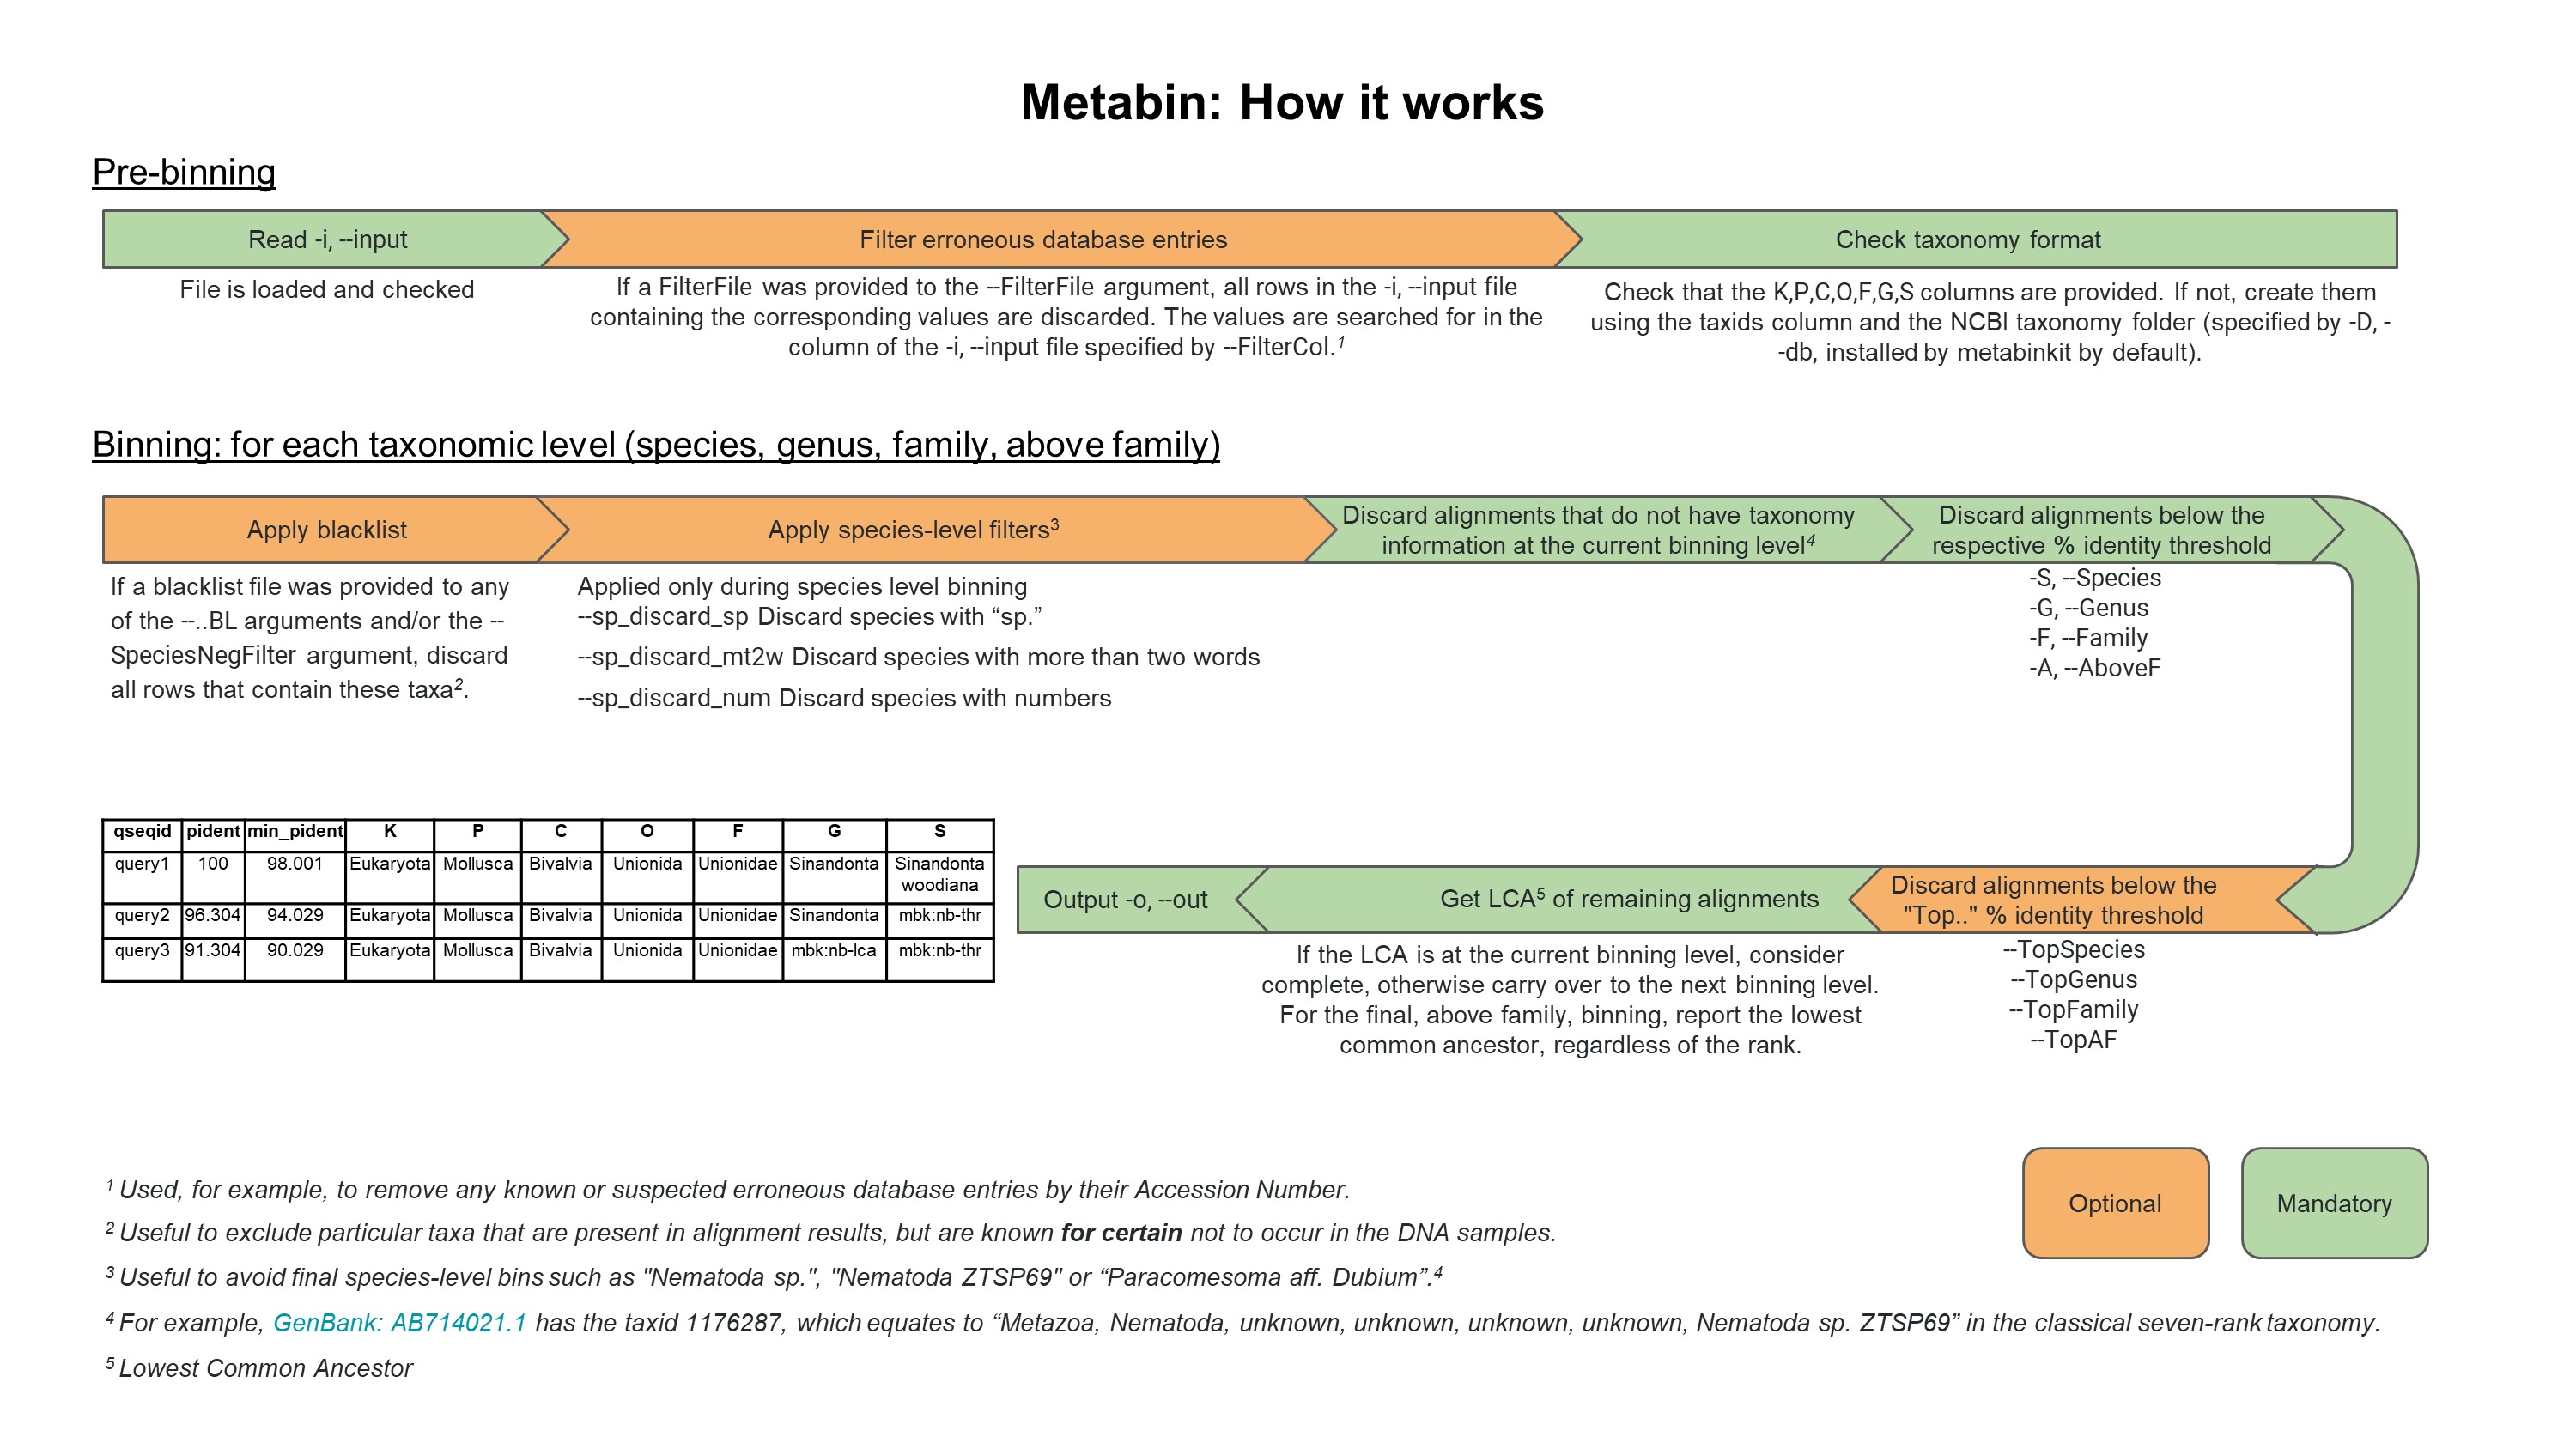 Metabin: How it works
Pre-binning
Read -i, --input
Filter erroneous database entries
Check taxonomy format
File is loaded and checked
If a FilterFile was provided to the --FilterFile argument, all rows in the -i, --input file
containing the corresponding values are discarded. The values are searched for in the
column of the -i, --input file specified by --FilterCol.¹
Check that the K,P,C,O,F,G,S columns are provided. If not, create them
using the taxids column and the NCBI taxonomy folder (specified by -D, -
-db, installed by metabinkit by default).
Binning: for each taxonomic level (species, genus, family, above family)
Apply blacklist
Apply species-level filters³
Discard alignments that do not have taxonomy
information at the current binning level⁴
Discard alignments below the
respective % identity threshold
If a blacklist file was provided to any
of the --..BL arguments and/or the --
SpeciesNegFilter argument, discard
all rows that contain these taxa².
Applied only during species level binning
--sp_discard_sp Discard species with “sp.”
--sp_discard_mt2w Discard species with more than two words
--sp_discard_num Discard species with numbers
-S, --Species
-G, --Genus
-F, --Family
-A, --AboveF
qseqid pident min_pident K P C O F G S
query1 100 98.001 Eukaryota Mollusca Bivalvia Unionida Unionidae Sinandonta Sinandonta
woodiana
query2 96.304 94.029 Eukaryota Mollusca Bivalvia Unionida Unionidae Sinandonta mbk:nb-thr
query3 91.304 90.029 Eukaryota Mollusca Bivalvia Unionida Unionidae mbk:nb-lca mbk:nb-thr
Discard alignments below the
"Top.." % identity threshold
Get LCA⁵ of remaining alignments
Output -o, --out
--TopSpecies
--TopGenus
--TopFamily
--TopAF
If the LCA is at the current binning level, consider
complete, otherwise carry over to the next binning level.
For the final, above family, binning, report the lowest
common ancestor, regardless of the rank.
Optional
Mandatory
¹ Used, for example, to remove any known or suspected erroneous database entries by their Accession Number.
² Useful to exclude particular taxa that are present in alignment results, but are known for certain not to occur in the DNA samples.
³ Useful to avoid final species-level bins such as "Nematoda sp.", "Nematoda ZTSP69" or “Paracomesoma aff. Dubium”.⁴
⁴ For example, GenBank: AB714021.1 has the taxid 1176287, which equates to “Metazoa, Nematoda, unknown, unknown, unknown, unknown, Nematoda sp. ZTSP69” in the classical seven-rank taxonomy.
⁵ Lowest Common Ancestor